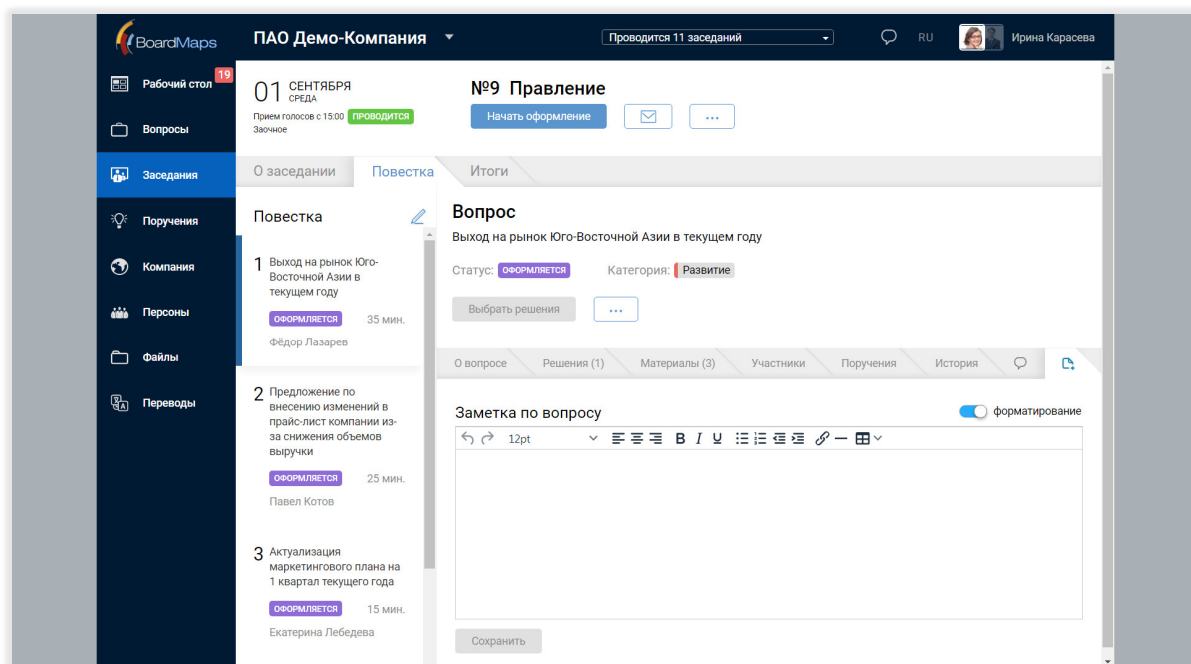 BoardMaps
ПАО Демо-Компания
Проводится 11 заседаний
RU
Ирина Карасева
Рабочий стол
19
Вопросы
Заседания
Поручения
Компания
Персоны
Файлы
Переводы
01
СЕНТЯБРЯ
СРЕДА
Прием голосов с 15:00 ПРОВОДИТСЯ
Заочное
№9 Правление
Начать оформление
...
О заседании
Повестка
Итоги
Повестка
1 Выход на рынок Юго-
Восточной Азии в
текущем году
ОФОРМЛЯЕТСЯ 35 мин.
Фёдор Лазарев
2 Предложение по
внесению изменений в
прайс-лист компании из-
за снижения объемов
выручки
ОФОРМЛЯЕТСЯ 25 мин.
Павел Котов
3 Актуализация
маркетингового плана на
1 квартал текущего года
ОФОРМЛЯЕТСЯ 15 мин.
Екатерина Лебедева
Вопрос
Выход на рынок Юго-Восточной Азии в текущем году
Статус: ОФОРМЛЯЕТСЯ Категория: Развитие
Выбрать решения
...
О вопросе
Решения (1)
Материалы (3)
Участники
Поручения
История
Заметка по вопросу
форматирование
12pt
B I U
Сохранить